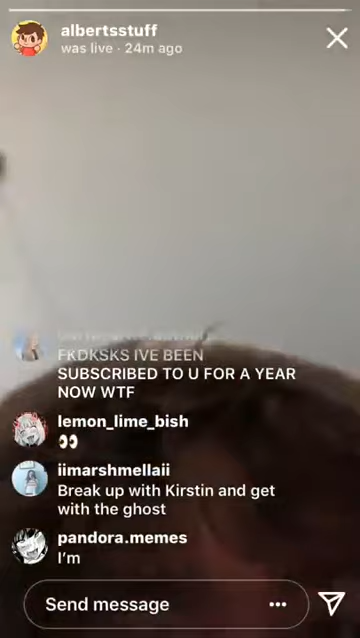 albertsstuff
was live · 24m ago
FKDKSKS IVE BEEN
SUBSCRIBED TO U FOR A YEAR
NOW WTF
lemon_lime_bish
👀
iimarshmellaii
Break up with Kirstin and get
with the ghost
pandora.memes
I’m
Send message